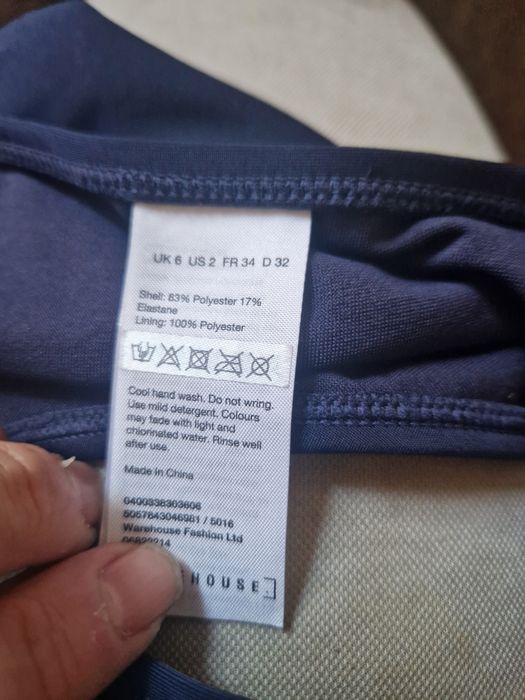 UK 6 US 2 FR 34 D 32
Shell: 83% Polyester 17%
Elastane
Lining: 100% Polyester
Cool hand wash. Do not wring.
Use mild detergent. Colours
may fade with light and
chlorinated water. Rinse well
after use.
Made in China
0400338303606
5057843046981 / 5016
Warehouse Fashion Ltd
HOUSE